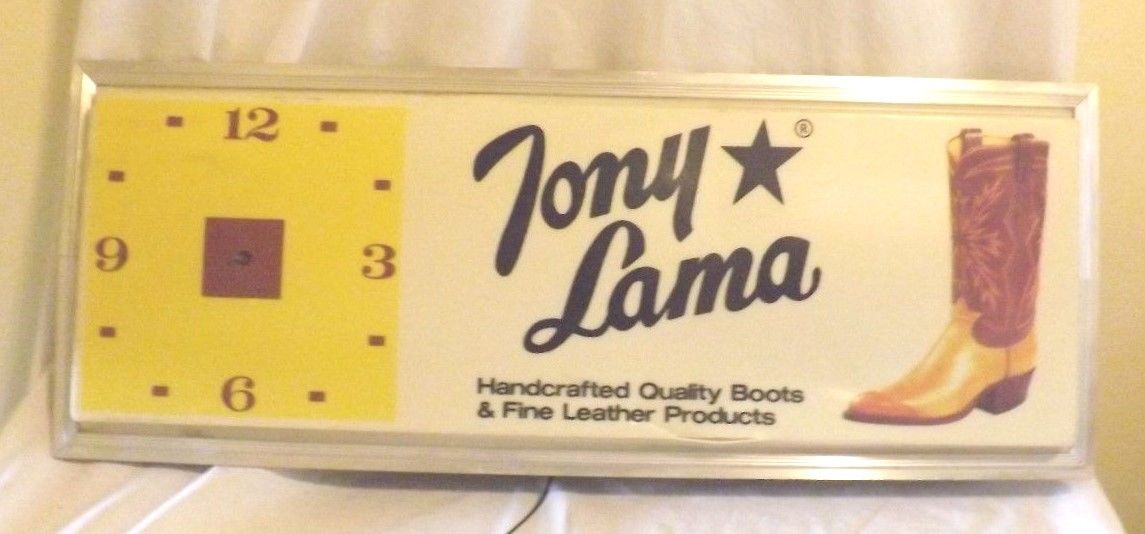 12
9
3
6
Tony ★ ®
Lama
Handcrafted Quality Boots
& Fine Leather Products